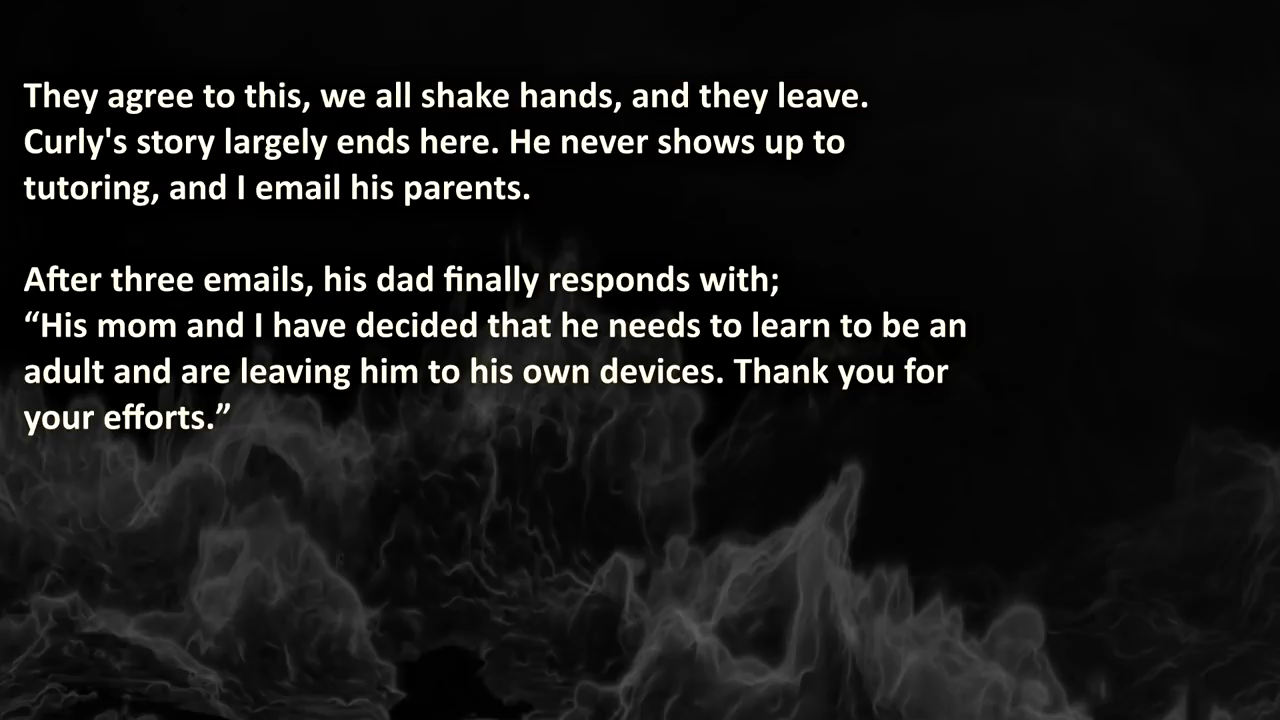 They agree to this, we all shake hands, and they leave.
Curly's story largely ends here. He never shows up to
tutoring, and I email his parents.
After three emails, his dad finally responds with;
“His mom and I have decided that he needs to learn to be an
adult and are leaving him to his own devices. Thank you for
your efforts.”